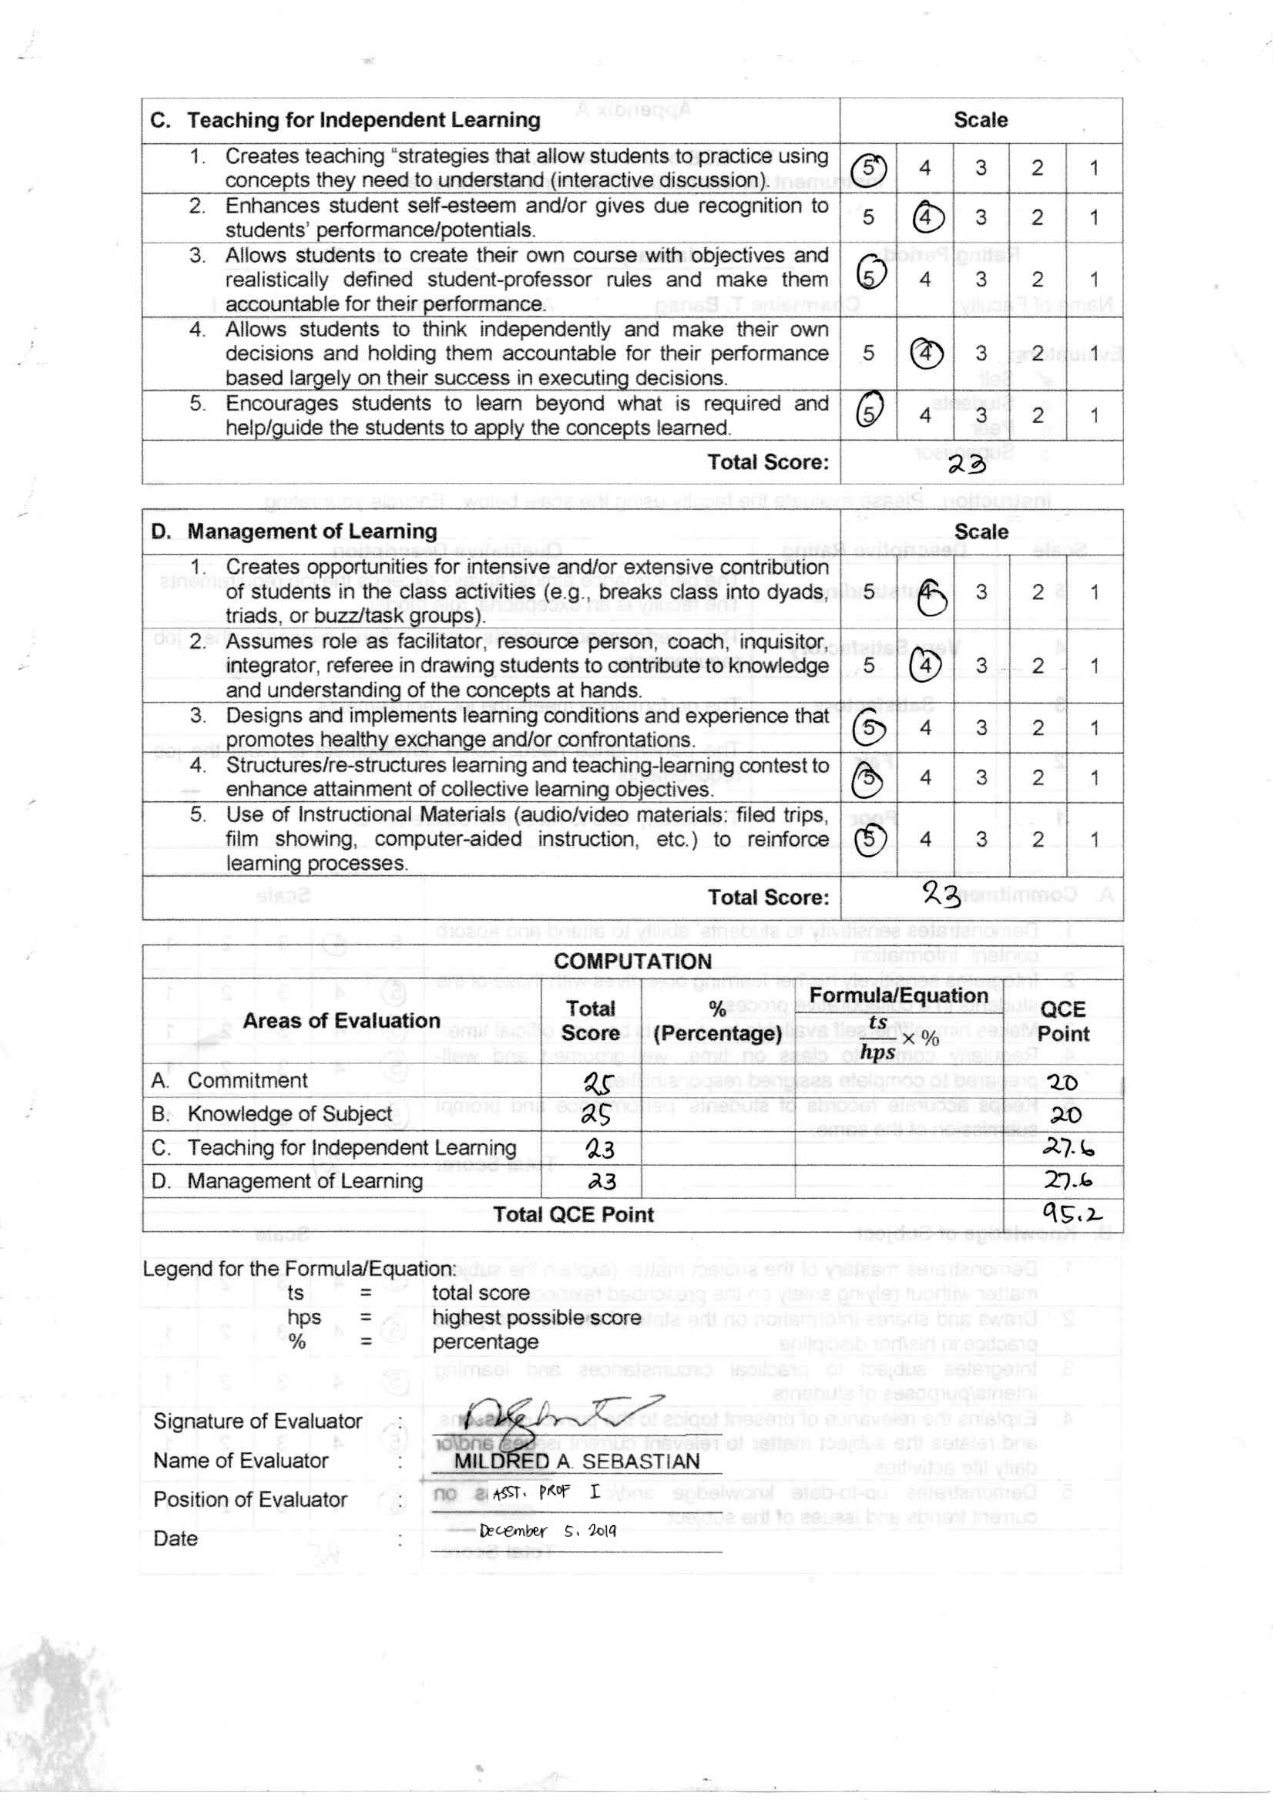 C. Teaching for Independent Learning Scale
1. Creates teaching “strategies that allow students to practice using 5 4 3 2 1
concepts they need to understand (interactive discussion).
2. Enhances student self-esteem and/or gives due recognition to 5 4 3 2 1
students’ performance/potentials.
3. Allows students to create their own course with objectives and
realistically defined student-professor rules and make them 5 4 3 2 1
accountable for their performance.
4. Allows students to think independently and make their own
decisions and holding them accountable for their performance 5 4 3 2 1
based largely on their success in executing decisions.
5. Encourages students to learn beyond what is required and 5 4 3 2 1
help/guide the students to apply the concepts learned.
Total Score: 23
D. Management of Learning Scale
1. Creates opportunities for intensive and/or extensive contribution
of students in the class activities (e.g., breaks class into dyads, 5 4 3 2 1
triads, or buzz/task groups).
2. Assumes role as facilitator, resource person, coach, inquisitor,
integrator, referee in drawing students to contribute to knowledge 5 4 3 2 1
and understanding of the concepts at hands.
3. Designs and implements learning conditions and experience that 5 4 3 2 1
promotes healthy exchange and/or confrontations.
4. Structures/re-structures learning and teaching-learning contest to 5 4 3 2 1
enhance attainment of collective learning objectives.
5. Use of Instructional Materials (audio/video materials: filed trips,
film showing, computer-aided instruction, etc.) to reinforce 5 4 3 2 1
learning processes.
Total Score: 23
COMPUTATION
Areas of Evaluation Total Score % (Percentage) Formula/Equation ts/hps × % QCE Point
A. Commitment 25 20
B. Knowledge of Subject 25 20
C. Teaching for Independent Learning 23 27.6
D. Management of Learning 23 27.6
Total QCE Point 95.2
Legend for the Formula/Equation:
ts = total score
hps = highest possible score
% = percentage
Signature of Evaluator :
Name of Evaluator : MILDRED A. SEBASTIAN
Position of Evaluator : ASST. PROF I
Date : December 5, 2019